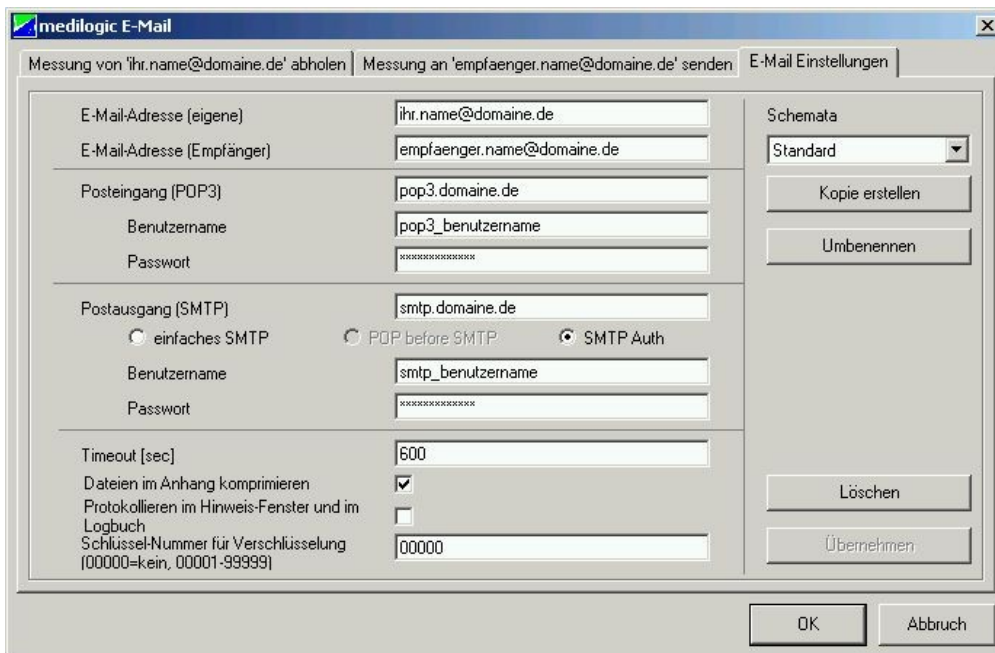 medilogic E-Mail
Messung von 'ihr.name@domaine.de' abholen
Messung an 'empfaenger.name@domaine.de' senden
E-Mail Einstellungen
E-Mail-Adresse (eigene)
ihr.name@domaine.de
E-Mail-Adresse (Empfänger)
empfaenger.name@domaine.de
Posteingang (POP3)
pop3.domaine.de
Benutzername
pop3_benutzername
Passwort
*************
Postausgang (SMTP)
smtp.domaine.de
einfaches SMTP
POP before SMTP
SMTP Auth
Benutzername
smtp_benutzername
Passwort
*************
Timeout [sec]
600
Dateien im Anhang komprimieren
Protokollieren im Hinweis-Fenster und im
Logbuch
Schlüssel-Nummer für Verschlüsselung
(00000=kein, 00001-99999)
00000
Schemata
Standard
Kopie erstellen
Umbenennen
Löschen
Übernehmen
OK
Abbruch